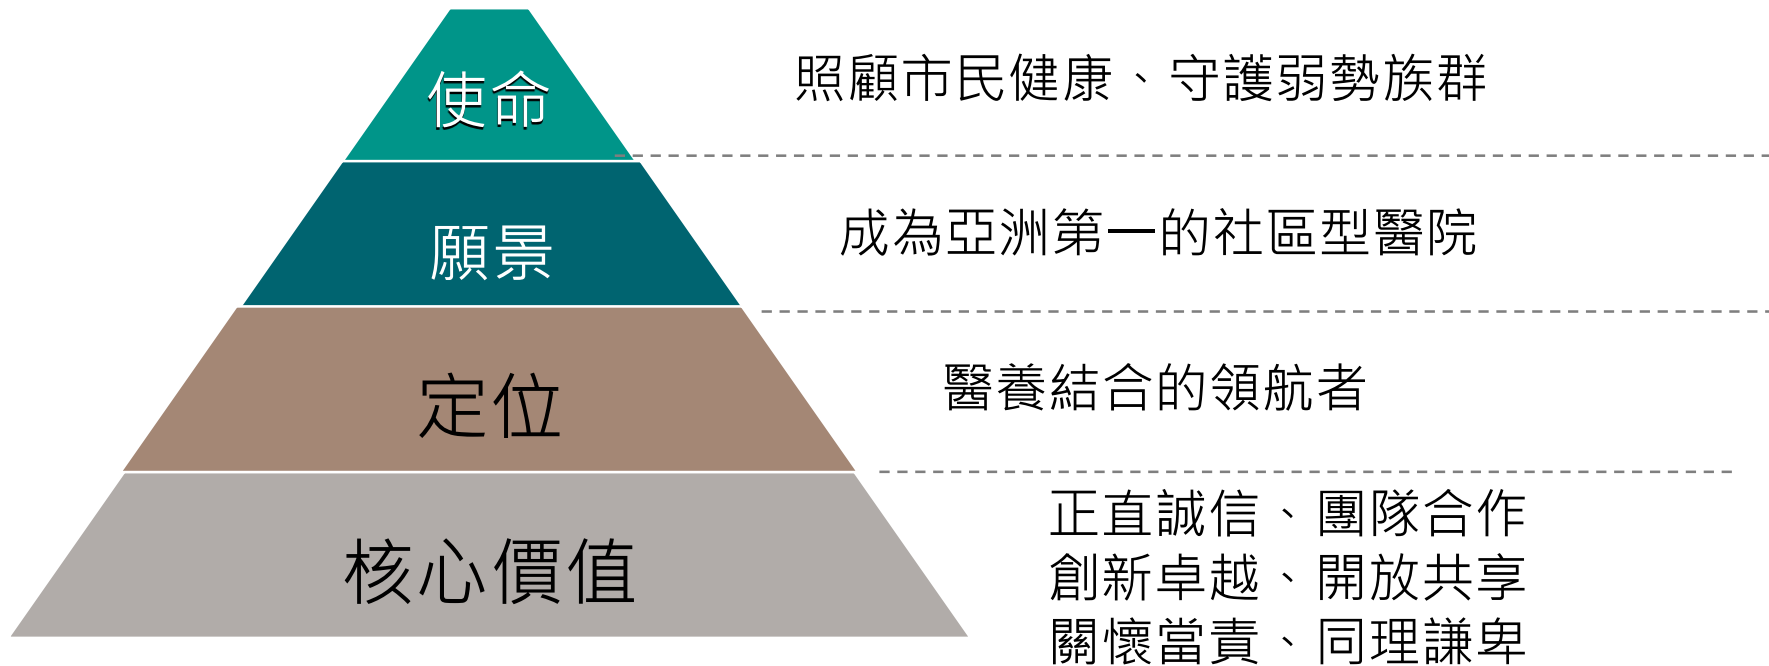 使命
照顧市民健康、守護弱勢族群
願景
成為亞洲第一的社區型醫院
定位
醫養結合的領航者
核心價值
正直誠信、團隊合作
創新卓越、開放共享
關懷當責、同理謙卑